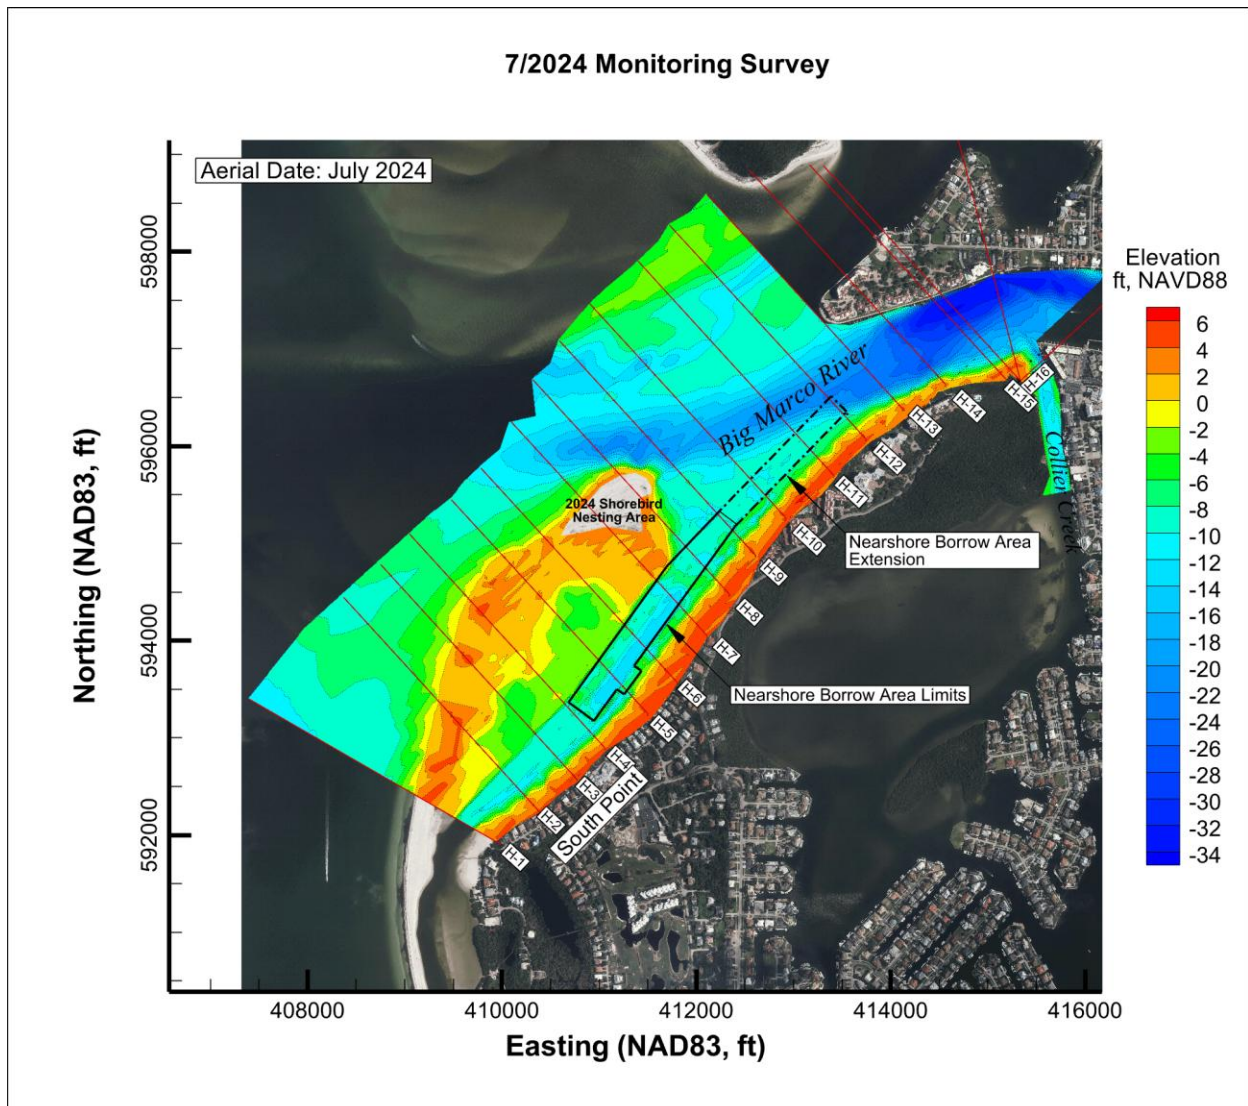 7/2024 Monitoring Survey
Aerial Date: July 2024
Elevation
ft, NAVD88
6
4
2
0
-2
-4
-6
-8
-10
-12
-14
-16
-18
-20
-22
-24
-26
-28
-30
-32
-34
Northing (NAD83, ft)
598000
596000
594000
592000
Big Marco River
2024 Shorebird
Nesting Area
Nearshore Borrow Area
Extension
Nearshore Borrow Area Limits
Collier Creek
South Point
H-1
H-2
H-3
H-4
H-5
H-6
H-7
H-8
H-9
H-10
H-11
H-12
H-13
H-14
H-15
H-16
408000
410000
412000
414000
416000
Easting (NAD83, ft)